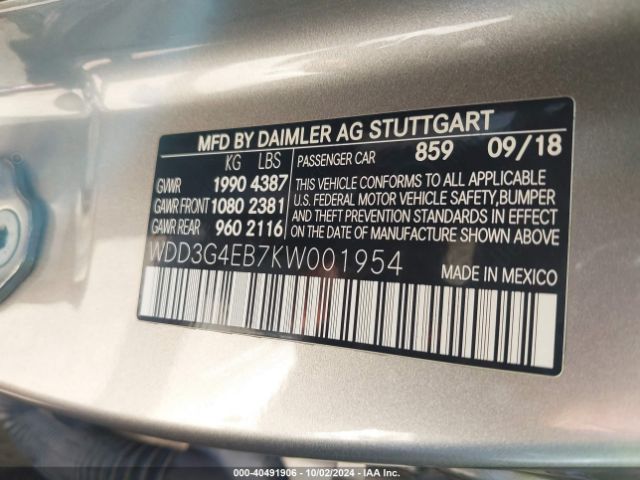 MFD BY DAIMLER AG STUTTGART
KG LBS
PASSENGER CAR 859 09/18
GVWR 1990 4387
GAWR FRONT 1080 2381
GAWR REAR 960 2116
THIS VEHICLE CONFORMS TO ALL APPLICABLE
U.S. FEDERAL MOTOR VEHICLE SAFETY, BUMPER
AND THEFT PREVENTION STANDARDS IN EFFECT
ON THE DATE OF MANUFACTURE SHOWN ABOVE.
WDD3G4EB7KW001954
MADE IN MEXICO
000-40491906 - 10/02/2024 - IAA